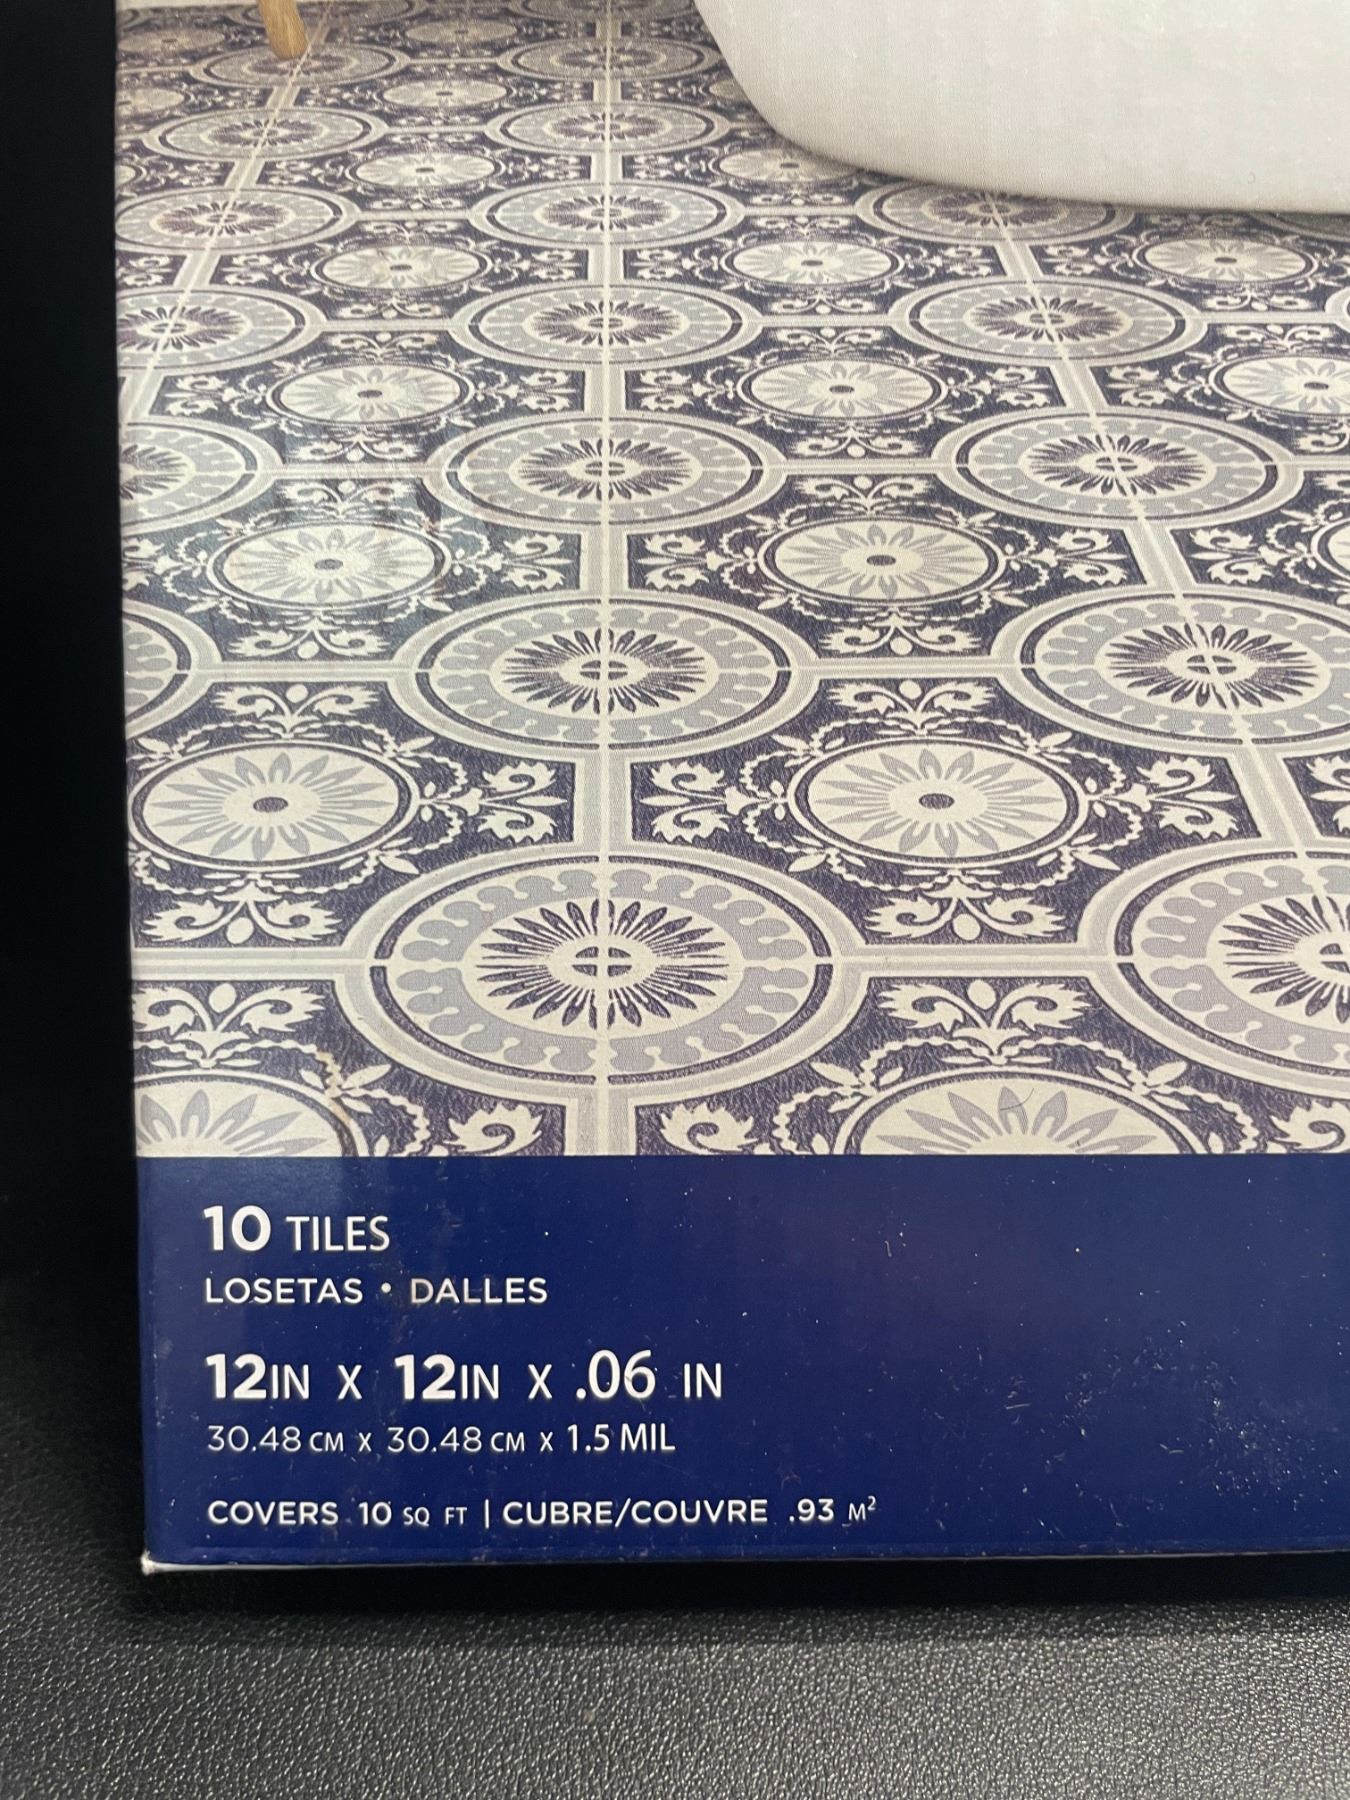 10 TILES
LOSETAS • DALLES
12IN X 12IN X .06 IN
30.48 CM X 30.48 CM X 1.5 MIL
COVERS 10 SQ FT | CUBRE/COUVRE .93 M²